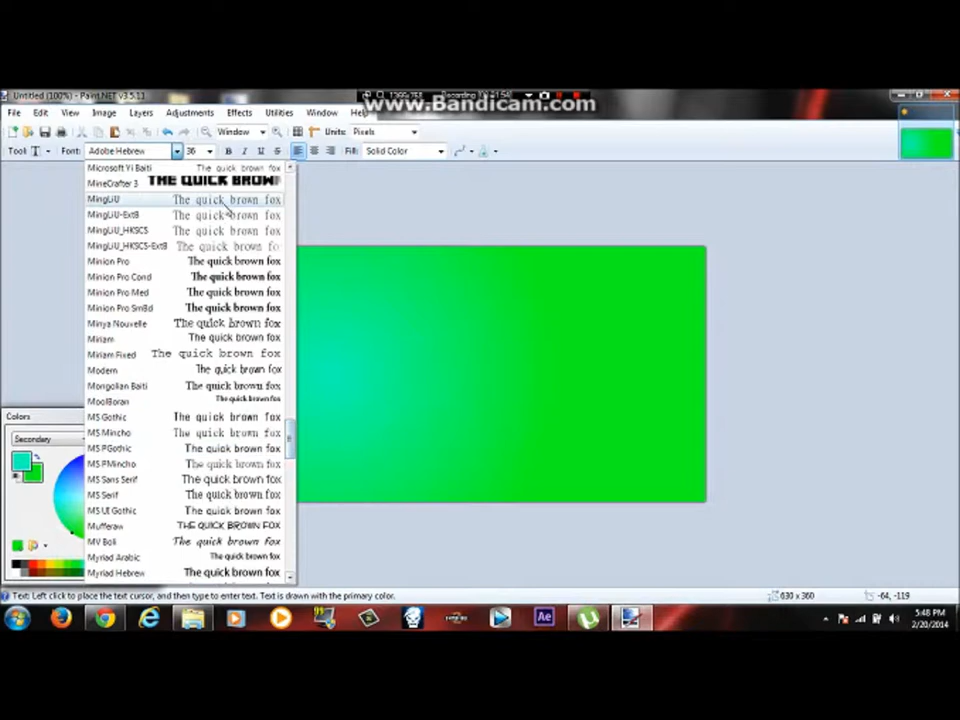 Untitled (100%) - Paint.NET v3.5.11
www.Bandicam.com
File Edit View Image Layers Adjustments Effects Utilities Window Help
Window Units: Pixels
Tool Font: Adobe Hebrew 36 B I U S Fill: Solid Color
Microsoft Yi Baiti The quick brown fox
MineCrafter 3 THE QUICK BROWN
MingLiU The quick brown fox
MingLiU-ExtB The quick brown fox
MingLiU_HKSCS The quick brown fox
MingLiU_HKSCS-ExtB The quick brown fo
Minion Pro The quick brown fox
Minion Pro Cond The quick brown fox
Minion Pro Med The quick brown fox
Minion Pro SmBd The quick brown fox
Minya Nouvelle The quick brown fox
Miriam The quick brown fox
Miriam Fixed The quick brown fox
Modern The quick brown fox
Mongolian Baiti The quick brown fox
MoolBoran The quick brown fox
MS Gothic The quick brown fox
MS Mincho The quick brown fox
MS PGothic The quick brown fox
MS PMincho The quick brown fox
MS Sans Serif The quick brown fox
MS Serif The quick brown fox
MS UI Gothic The quick brown fox
Mufferaw THE QUICK BROWN FOX
MV Boli The quick brown fox
Myriad Arabic The quick brown fox
Myriad Hebrew The quick brown fox
Colors
Secondary
Text: Left click to place the text cursor, and then type to enter text. Text is drawn with the primary color.
630 x 360
-64, -119
Ae
5:48 PM
2/20/2014